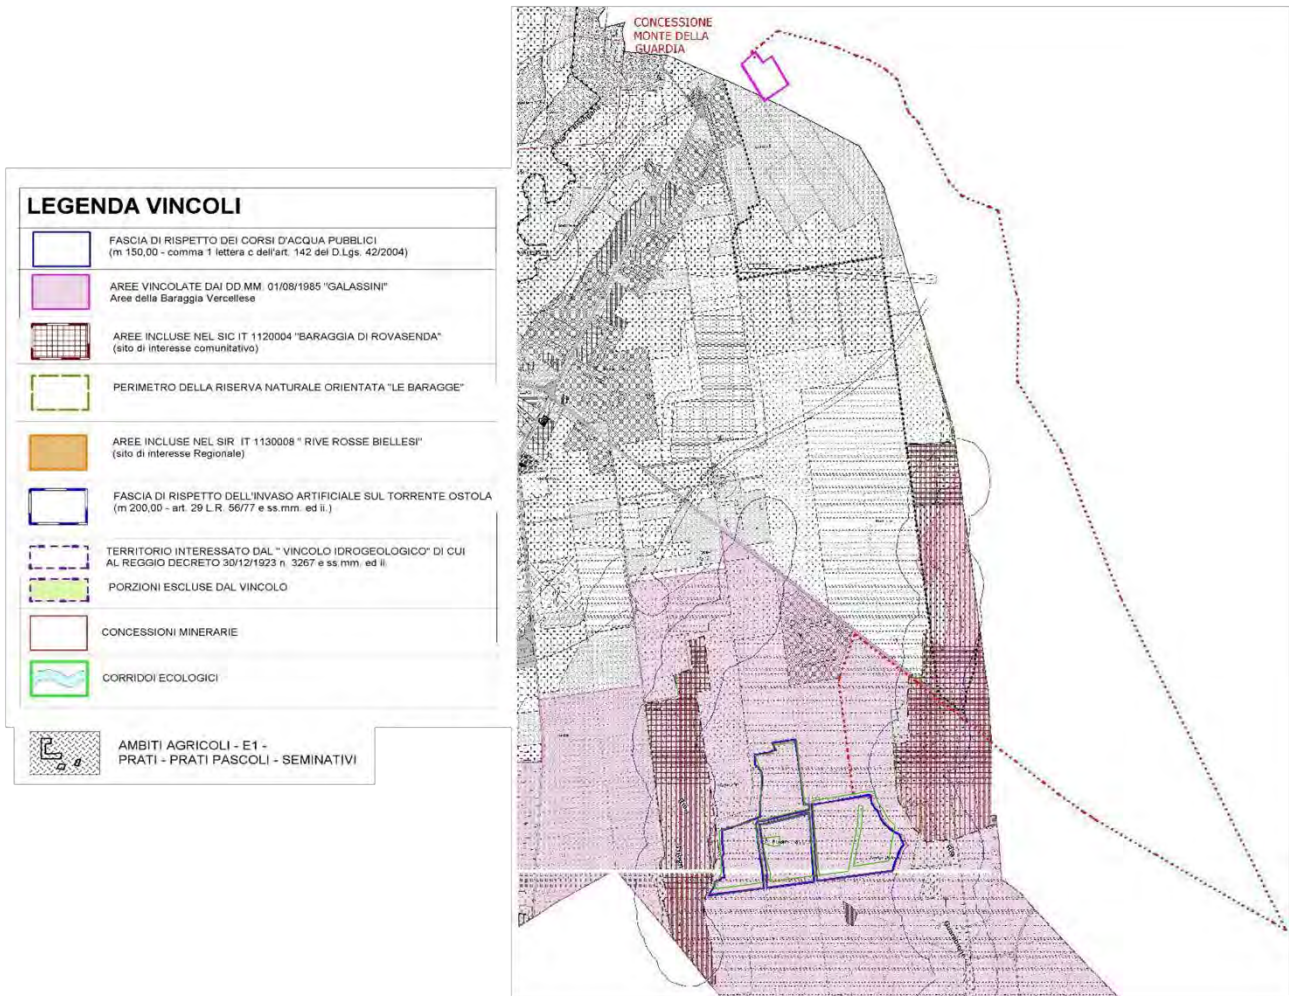 CONCESSIONE
MONTE DELLA
GUARDIA
LEGENDA VINCOLI
FASCIA DI RISPETTO DEI CORSI D'ACQUA PUBBLICI
(m 150,00 - comma 1 lettera c dell'art. 142 del D.Lgs. 42/2004)
AREE VINCOLATE DAI DD.MM. 01/08/1985 "GALASSINI"
Aree della Baraggia Vercellese
AREE INCLUSE NEL SIC IT 1120004 "BARAGGIA DI ROVASENDA"
(sito di interesse comunitativo)
PERIMETRO DELLA RISERVA NATURALE ORIENTATA "LE BARAGGE"
AREE INCLUSE NEL SIR IT 1130008 " RIVE ROSSE BIELLESI"
(sito di interesse Regionale)
FASCIA DI RISPETTO DELL'INVASO ARTIFICIALE SUL TORRENTE OSTOLA
(m 200,00 - art. 29 L.R. 56/77 e ss.mm. ed ii.)
TERRITORIO INTERESSATO DAL " VINCOLO IDROGEOLOGICO" DI CUI
AL REGGIO DECRETO 30/12/1923 n. 3267 e ss.mm. ed ii.
PORZIONI ESCLUSE DAL VINCOLO
CONCESSIONI MINERARIE
CORRIDOI ECOLOGICI
AMBITI AGRICOLI - E1 -
PRATI - PRATI PASCOLI - SEMINATIVI